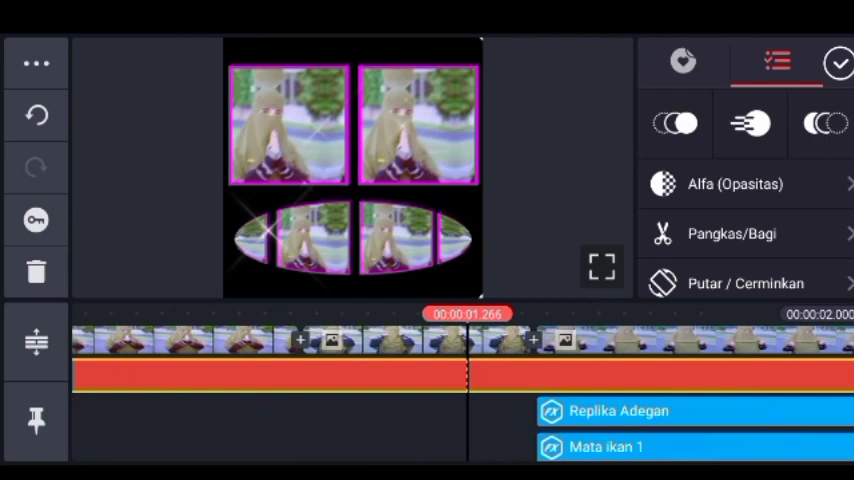 Alfa (Opasitas)
Pangkas/Bagi
Putar / Cerminkan
00:00:01.266
00:00:02.000
Replika Adegan
Mata ikan 1